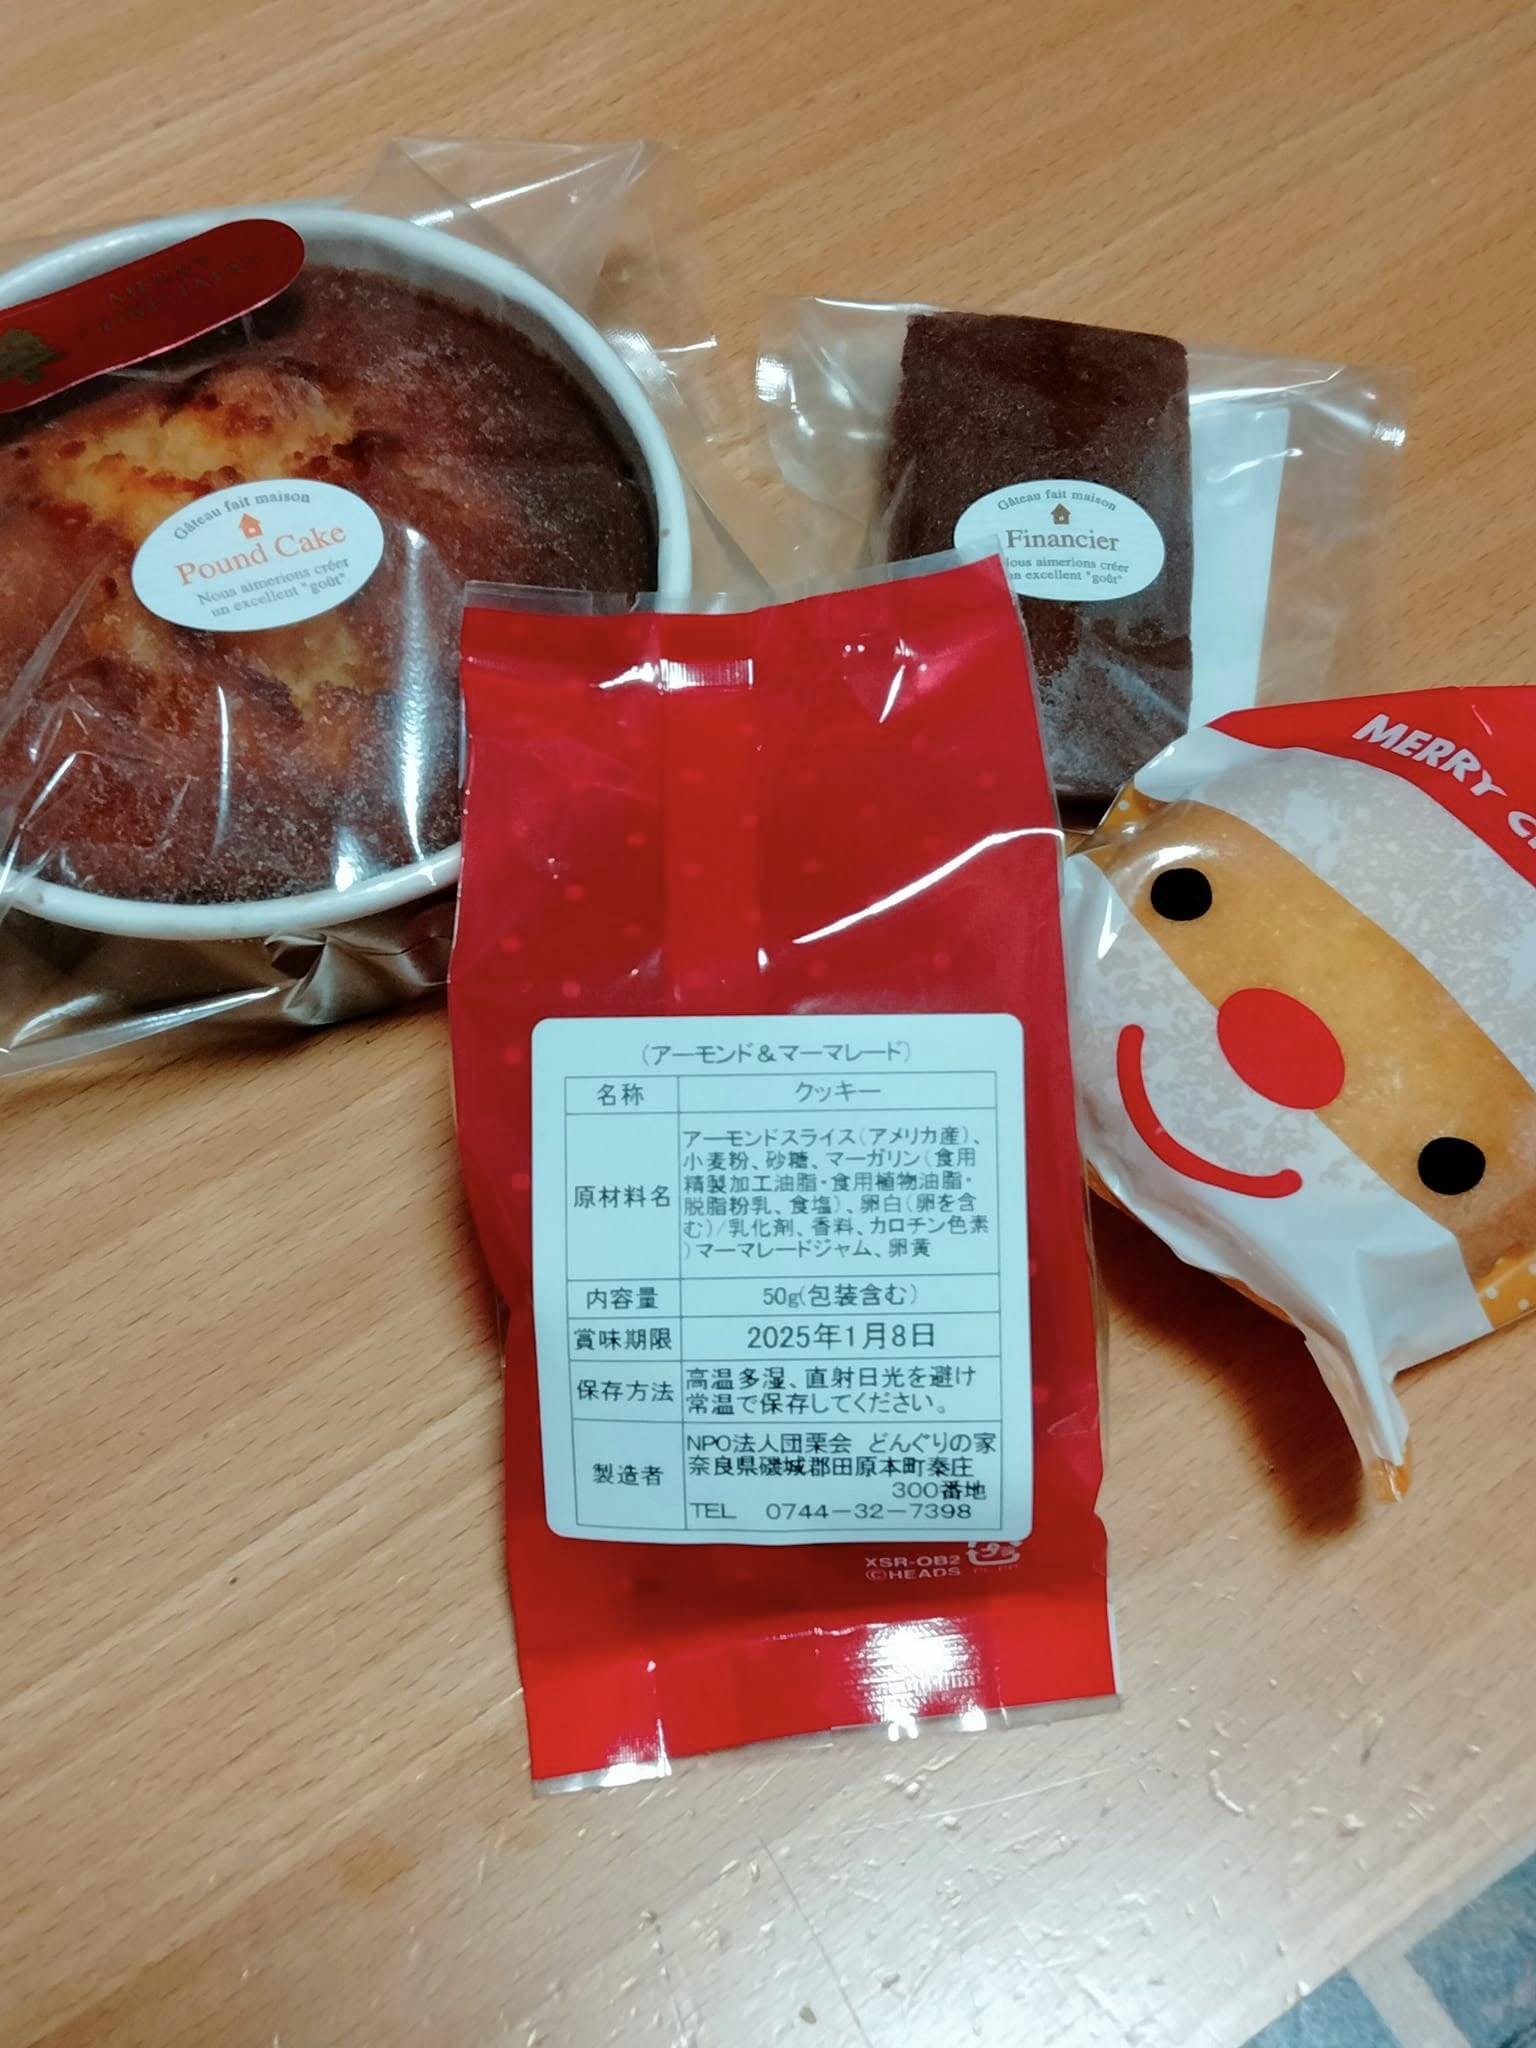 MERRY
CHRISTMAS
Gâteau fait maison
Pound Cake
Nous aimerions créer
un excellent "goût"
Gâteau fait maison
Financier
Nous aimerions créer
un excellent "goût"
MERRY
(アーモンド&マーマレード)
名称 クッキー
原材料名 アーモンドスライス(アメリカ産)、
小麦粉、砂糖、マーガリン(食用
精製加工油脂・食用植物油脂・
脱脂粉乳、食塩)、卵白(卵を含
む)/乳化剤、香料、カロチン色素
)マーマレードジャム、卵黄
内容量 50g(包装含む)
賞味期限 2025年1月8日
保存方法 高温多湿、直射日光を避け
常温で保存してください。
製造者 NPO法人団栗会 どんぐりの家
奈良県磯城郡田原本町秦庄
300番地
TEL 0744-32-7398
XSR-OB2
©HEADS